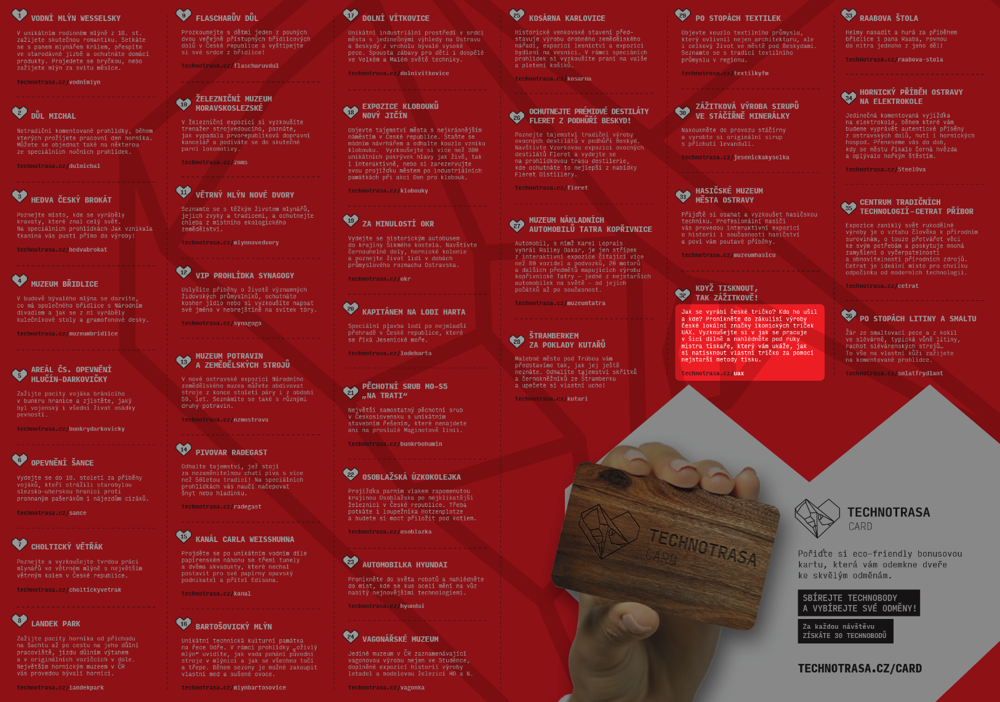 1 VODNÍ MLÝN WESSELSKY
V unikátním rodinném mlýně z 16. st.
zažijete skutečnou romantiku. Setkáte
se s panem mlynářem Králem, přespíte
ve starodávné jizbě a ochutnáte domácí
produkty. Projedete se bryčkou, nebo
zažijete mlýn za svitu měsíce.
technotrasa.cz/vodnimlyn
2 DŮL MICHAL
Netradiční komentované prohlídky, během
kterých prožijete pracovní den horníka.
Můžete se objednat také na některou
ze speciálních nočních prohlídek.
technotrasa.cz/dulmichal
3 HEDVA ČESKÝ BROKÁT
Poznejte místo, kde se vyráběly
kravaty, které znal celý svět.
Na speciálních prohlídkách Jak vznikala
tkanina vás pustí přímo do výroby!
technotrasa.cz/hedvabrokat
4 MUZEUM BŘIDLICE
V budově bývalého mlýna se dozvíte,
co má společného břidlice s Národním
divadlem a jak se z ní vyráběly
kulečníkové stoly a gramofonové desky.
technotrasa.cz/muzeumbridlice
5 AREÁL ČS. OPEVNĚNÍ
HLUČÍN-DARKOVIČKY
Zažijte pocity vojáka bránícího
v bunkru hranice a zjistěte, jaký
byl vojenský i všední život osádky
pevnosti.
technotrasa.cz/bunkrydarkovicky
6 OPEVNĚNÍ ŠANCE
Vydejte se do 16. století za příběhy
vojáků, kteří strážili starobylou
slezsko-uherskou hranici proti
prohnaným pašerákům i nájezdům cizáků.
technotrasa.cz/sance
7 CHOLTICKÝ VĚTŘÁK
Poznejte a vyzkoušejte tvrdou práci
mlynářů ve větrném mlýně s největším
větrným kolem v České republice.
technotrasa.cz/choltickyvetrak
8 LANDEK PARK
Zažijte pocity horníka od příchodu
na šachtu až po cestu na jeho důlní
pracoviště, jízdu důlním výtahem
a v originálních vozících v dole.
Největším hornickým muzeem v ČR
vás provedou bývalí horníci.
technotrasa.cz/landekpark
9 FLASCHARŮV DŮL
Prozkoumejte s dětmi jeden z pouhých
dvou veřejně přístupných břidlicových
dolů v České republice a vyštípejte
si své srdce z břidlice!
technotrasa.cz/flascharuvdul
10 ŽELEZNIČNÍ MUZEUM
MORAVSKOSLEZSKÉ
V železniční expozici si vyzkoušíte
trenažer strojvedoucího, poznáte,
jak vypadala prvorepubliková dopravní
kancelář a podíváte se do skutečné
parní lokomotivy.
technotrasa.cz/zmms
11 VĚTRNÝ MLÝN NOVÉ DVORY
Seznamte se s těžkým životem mlynářů,
jejich zvyky a tradicemi, a ochutnejte
chleba z místního ekologického
zemědělství.
technotrasa.cz/mlynnovedvory
12 VIP PROHLÍDKA SYNAGOGY
Uslyšíte příběhy o životě významných
židovských průmyslníků, ochutnáte
kosher jídlo nebo si vyzkoušíte napsat
své jméno v hebrejštině na svitek tóry.
technotrasa.cz/synagoga
13 MUZEUM POTRAVIN
A ZEMĚDĚLSKÝCH STROJŮ
V nové ostravské expozici Národního
zemědělského muzea můžete obdivovat
stroje z konce století páry i z období
50. let. Seznámíte se také s různými
druhy potravin.
technotrasa.cz/nzmostrava
14 PIVOVAR RADEGAST
Odhalte tajemství, jež stojí
za nezaměnitelnou chutí piva s více
než 50letou tradicí! Na speciálních
prohlídkách vás naučí načepovat
šnyt nebo hladinku.
technotrasa.cz/radegast
15 KANÁL CARLA WEISSHUHNA
Projděte se po unikátním vodním díle
papírenském náhonu se třemi tunely
a dvěma akvadukty, které nechal
postavit pro své papírny opavský
podnikatel a přítel Edisona.
technotrasa.cz/kanal
16 BARTOŠOVICKÝ MLÝN
Unikátní technická kulturní památka
na řece Odře. V rámci prohlídky „oživlý
mlýn“ uvidíte, jak voda pohání původní
stroje v mlýnici a jak se všechno točí
a třepe. Během sezony je možné zakoupit
vlastní med a sušené ovoce.
technotrasa.cz/mlynbartosovice
17 DOLNÍ VÍTKOVICE
Unikátní industriální prostředí v srdci
města s jedinečnými výhledy na Ostravu
a Beskydy z vrcholu bývalé vysoké
pece. Spousta zábavy pro děti i dospělé
ve Velkém a Malém světě techniky.
technotrasa.cz/dolnivitkovice
18 EXPOZICE KLOBOUKŮ
NOVÝ JIČÍN
Objevte tajemství města s nejkrásnějším
náměstím v České republice. Staňte se
módním návrhářem a odhalte kouzlo vzniku
klobouku. Vyzkoušejte si více než 300
unikátních pokrývek hlavy jak živě, tak
i interaktivně, nebo si zarezervujte
svou projížďku městem po industriálních
památkách při akci Den pro klobouk.
technotrasa.cz/klobouky
19 ZA MINULOSTÍ OKR
Vydejte se historickým autobusem
do krajiny Šikmého kostela. Navštívte
černouhelné doly, hornické kolonie
a poznejte život lidí v dobách
průmyslového rozmachu Ostravska.
technotrasa.cz/okr
20 KAPITÁNEM NA LODI HARTA
Speciální plavba lodí po nejmladší
přehradě v České republice, které
se říká Jesenické moře.
technotrasa.cz/lodeharta
21 PĚCHOTNÍ SRUB MO-S5
„NA TRATI“
Největší samostatný pěchotní srub
v Československu s unikátním
stavebním řešením, které nenajdete
ani na proslulé Maginotově linii.
technotrasa.cz/bunkrbohumin
22 OSOBLAŽSKÁ ÚZKOKOLEJKA
Projížďka parním vlakem zapomenutou
krajinou Osoblažska po nejklikatější
železnici v České republice. Třeba
potkáte i loupežníka Hotzenplotze
a budete si moct přiložit pod kotlem.
technotrasa.cz/osoblazka
23 AUTOMOBILKA HYUNDAI
Pronikněte do světa robotů a nahlédněte
do míst, kde se kus oceli mění na vůz
nabitý nejnovějšími technologiemi.
technotrasa.cz/hyundai
24 VAGONÁŘSKÉ MUZEUM
Jediné muzeum v ČR zaznamenávající
vagonovou výrobu nejen ve Studénce,
doplněné expozicí historií výroby
letadel a modelovou železicí HO a N.
technotrasa.cz/vagonka
25 KOSÁRNA KARLOVICE
Historické venkovské stavení před-
stavuje výrobu drobného zemědělského
nářadí, expozici lesnictví a expozici
bydlení na vesnici. V rámci speciáních
prohlídek si vyzkoušíte praní na valše
a pletení košíků.
technotrasa.cz/kosarna
26 OCHUTNEJTE PRÉMIOVÉ DESTILÁTY
FLERET Z PODHŮŘÍ BESKYD!
Poznejte tajemství tradiční výroby
ovocných destilátů v podhůří Beskyd.
Navštivte Vzorkovou expozici ovocných
destilátů Fleret a vydejte se
na prohlídkovou trasu destilerie,
kde ochutnáte to nejlepší z nabídky
Fleret Distillery.
technotrasa.cz/fleret
27 MUZEUM NÁKLADNÍCH
AUTOMOBILŮ TATRA KOPŘIVNICE
Automobil, s nímž Karel Loprais
vyhrál Ralley Dakar, je jen střípek
z interaktivní expozice čítající více
než 80 vozidel a podvozků, 20 motorů
a dalších předmětů mapujících výrobu
kopřivnické Tatry – jedné z nejstarších
automobilek na světě – od jejích
počátků až po současnost.
technotrasa.cz/muzeumtatra
28 ŠTRAMBERKEM
ZA POKLADY KUTAŘŮ
Malebné město pod Trúbou vám
představíme tak, jak jej ještě
neznáte. Odhalíte tajemství skřítků
a černokněžníků ze Štramberku
a upečete si vlastní ucho!
technotrasa.cz/kutari
29 PO STOPÁCH TEXTILEK
Objevte kouzlo textilního průmyslu,
který ovlivnil nejen architekturu, ale
i celkový život ve městě pod Beskydami.
Seznamte se s tradicí textilního
průmyslu v regionu.
technotrasa.cz/textilkyfm
30 ZÁŽITKOVÁ VÝROBA SIRUPŮ
VE STÁČÍRNĚ MINERÁLKY
Nakoukněte do provozu stáčírny
a vyrobte si originální sirup
s příchutí levandulí.
technotrasa.cz/jesenickakyselka
31 HASIČSKÉ MUZEUM
MĚSTA OSTRAVY
Přijďtě si osahat a vyzkoušet hasičskou
techniku. Profesionální hasiči
vás provedou interaktivní expozicí
o historii i současnosti hasičství
a poví vám poutavé příběhy.
technotrasa.cz/muzeumhasicu
32 KDYŽ TISKNOUT,
TAK ZÁŽITKOVĚ!
Jak se vyrábí české tričko? Kdo ho ušil
a kde? Pronikněte do zákulisí výroby
české lokální značky ikonických triček
UAX. Vyzkoušejte si v jak se pracuje
v šicí dílně a nahlédněte pod ruky
mistra tiskaře, který vám ukáže, jak
si natisknout vlastní tričko za pomocí
nejstarší metody tisku.
technotrasa.cz/uax
33 RAABOVA ŠTOLA
Helmy nasadit a hurá za příběhem
břidlice i pana Raaba, rovnou
do nitra jednoho z jeho děl!
technotrasa.cz/raabova-stola
34 HORNICKÝ PŘÍBĚH OSTRAVY
NA ELEKTROKOLE
Jedinečná komentovaná vyjížďka
na elektrokole, během které vám
budeme vyprávět autentické příběhy
z ostravských dolů, hutí i hornických
hospod. Přeneseme vás do dob,
kdy se městu říkalo černá hvězda
a oplývalo hořkým štěstím.
technotrasa.cz/SteelOva
35 CENTRUM TRADIČNÍCH
TECHNOLOGIÍ-CETRAT PŘÍBOR
Expozice zaniklý svět rukodělné
výroby je o vztahu člověka k přírodním
surovinám, o touze přetvářet věci
ke svým potřebám a poskytuje mnohá
zamyšlení o vyčerpatelnosti
a obnovitelnosti přírodních zdrojů.
Cetrat je ideální místo pro chvilku
odpočinku od moderních technologií.
technotrasa.cz/cetrat
36 PO STOPÁCH LITINY A SMALTU
Žár ze smaltovací pece a z kokil
ve slévárně, typická vůně litiny,
rachot slévárenských strojů…
To vše na vlastní kůži zažijete
na komentované prohlídce.
technotrasa.cz/smlatfrydlant
TECHNOTRASA
CARD
TECHNOTRASA
CARD
Pořiďte si eco-friendly bonusovou
kartu, která vám odemkne dveře
ke skvělým odměnám.
SBÍREJTE TECHNOBODY
A VYBÍREJTE SVÉ ODMĚNY!
Za každou návštěvu
ZÍSKÁTE 30 TECHNOBODŮ
TECHNOTRASA.CZ/CARD